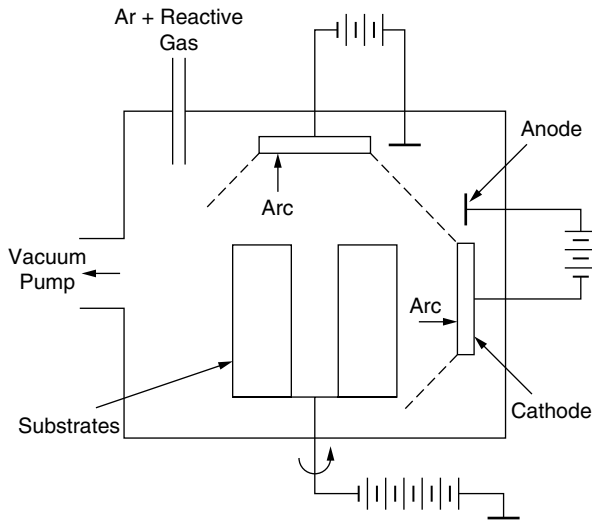 Ar + Reactive
Gas
Anode
Arc
Vacuum
Pump
Arc
Substrates
Cathode